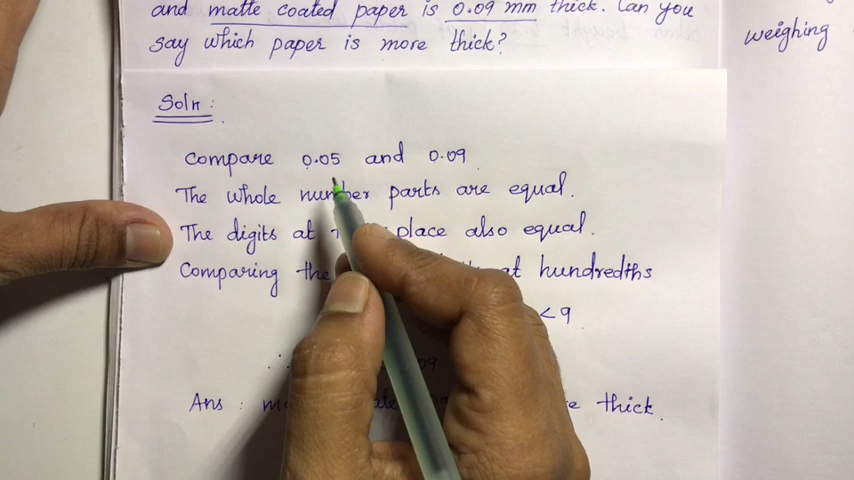 and matte coated paper is 0.09 mm thick. Can you
say which paper is more thick?
weighing
Soln:
Compare 0.05 and 0.09
The whole number parts are equal.
The digits at place also equal.
Comparing the at hundredths
< 9
Ans : thick.